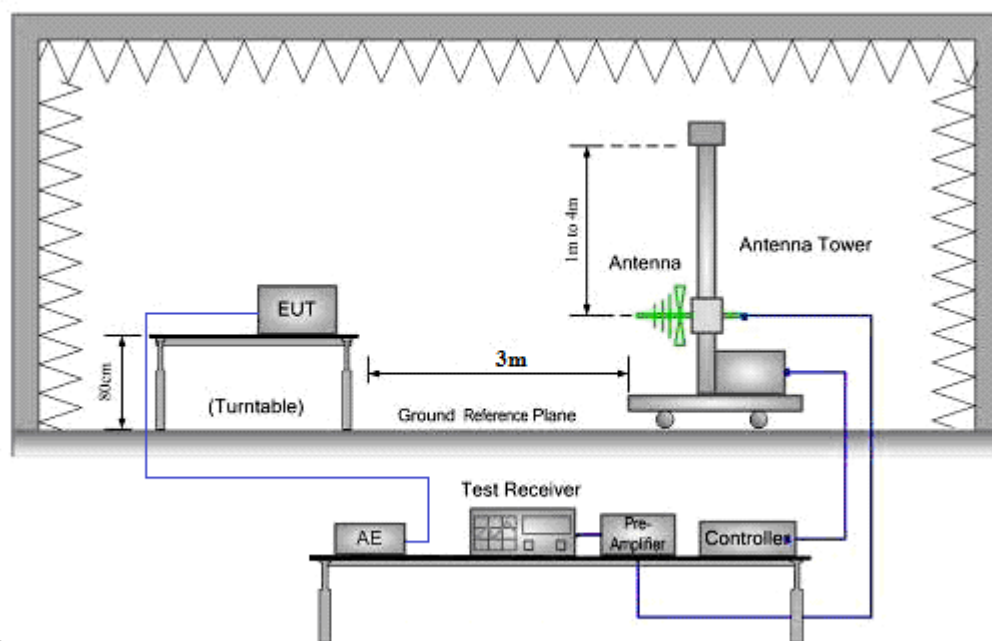 1m to 4m
Antenna
Antenna Tower
EUT
3m
80cm
(Turntable)
Ground Reference Plane
Test Receiver
AE
Pre-
Amplifier
Controller